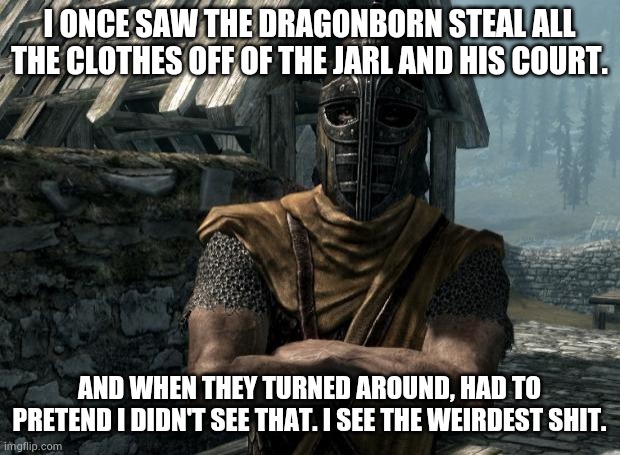 I ONCE SAW THE DRAGONBORN STEAL ALL
THE CLOTHES OFF OF THE JARL AND HIS COURT.
AND WHEN THEY TURNED AROUND, HAD TO
PRETEND I DIDN'T SEE THAT. I SEE THE WEIRDEST SHIT.
imgflip.com